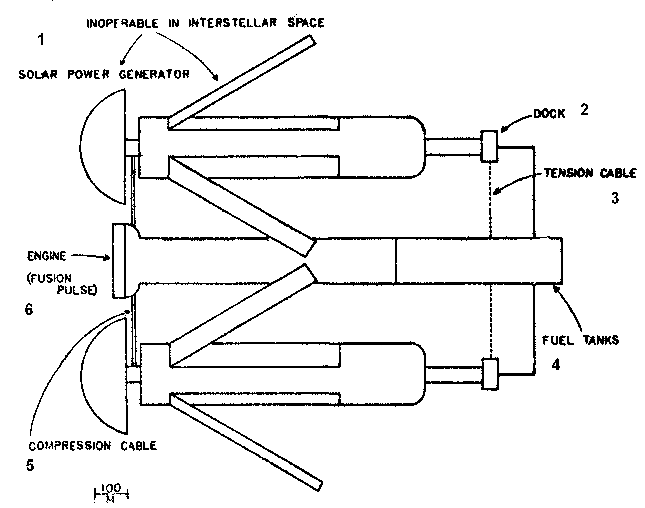 INOPERABLE IN INTERSTELLAR SPACE
1
SOLAR POWER GENERATOR
DOCK 2
TENSION CABLE
3
ENGINE
(FUSION
PULSE)
6
FUEL TANKS
4
COMPRESSION CABLE
5
100
M